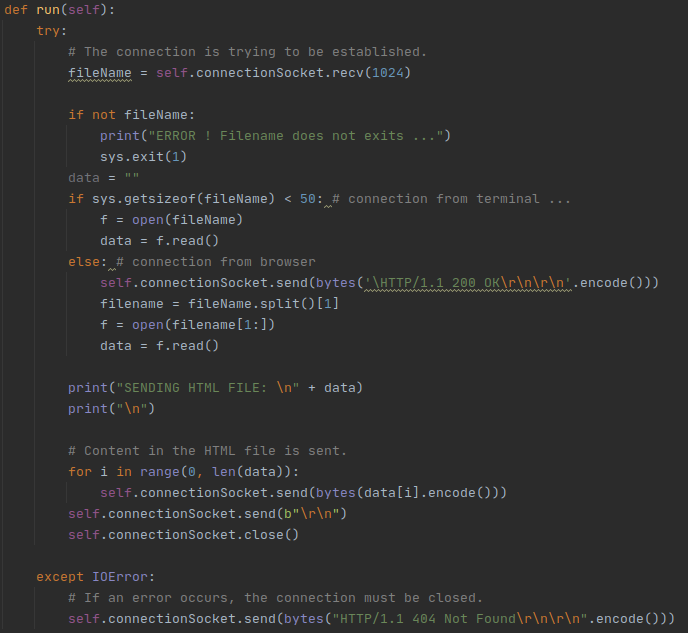 def run(self):
    try:
        # The connection is trying to be established.
        fileName = self.connectionSocket.recv(1024)

        if not fileName:
            print("ERROR ! Filename does not exits ...")
            sys.exit(1)
        data = ""
        if sys.getsizeof(fileName) < 50: # connection from terminal ...
            f = open(fileName)
            data = f.read()
        else: # connection from browser
            self.connectionSocket.send(bytes('\HTTP/1.1 200 OK\r\n\r\n'.encode()))
            filename = fileName.split()[1]
            f = open(filename[1:])
            data = f.read()

        print("SENDING HTML FILE: \n" + data)
        print("\n")

        # Content in the HTML file is sent.
        for i in range(0, len(data)):
            self.connectionSocket.send(bytes(data[i].encode()))
        self.connectionSocket.send(b"\r\n")
        self.connectionSocket.close()

    except IOError:
        # If an error occurs, the connection must be closed.
        self.connectionSocket.send(bytes("HTTP/1.1 404 Not Found\r\n\r\n".encode()))